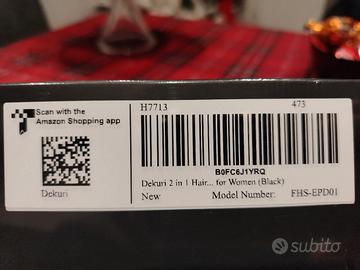 Scan with the
Amazon Shopping app
Dekuri
H7713 473
B0FC6J1YRQ
Dekuri 2 in 1 Hair... for Women (Black)
New Model Number: FHS-EPD01
subito